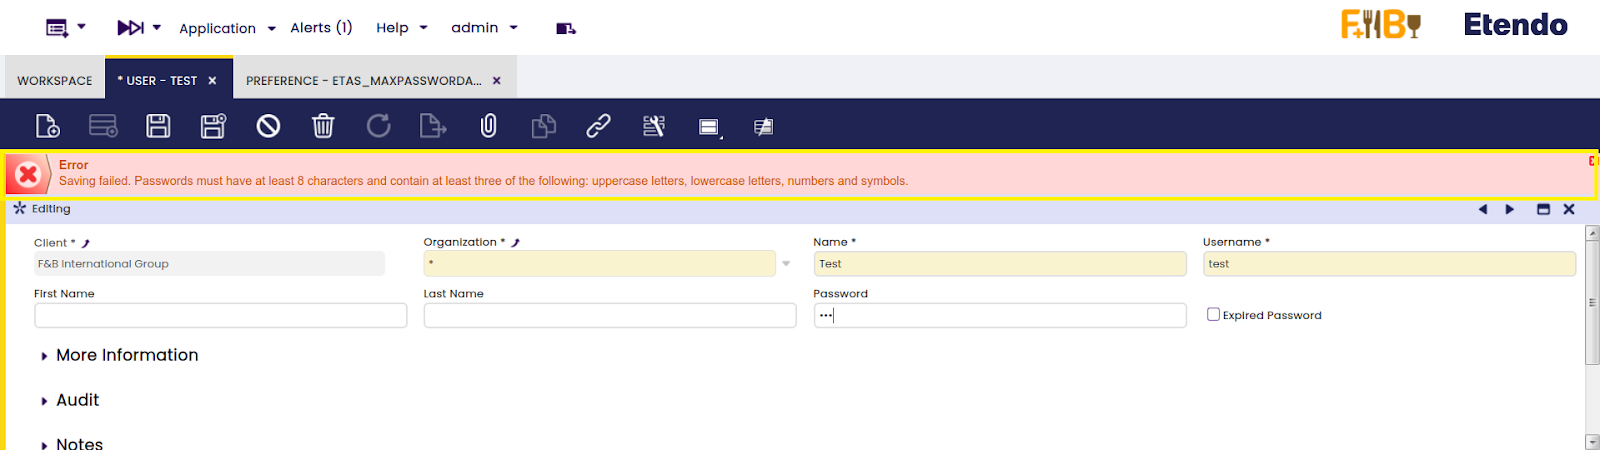 Application Alerts (1) Help admin F&B Etendo
WORKSPACE * USER - TEST PREFERENCE - ETAS_MAXPASSWORDA...
Error
Saving failed. Passwords must have at least 8 characters and contain at least three of the following: uppercase letters, lowercase letters, numbers and symbols.
Editing
Client * Organization * Name * Username *
F&B International Group * Test test
First Name Last Name Password
••• Expired Password
More Information
Audit
Notes